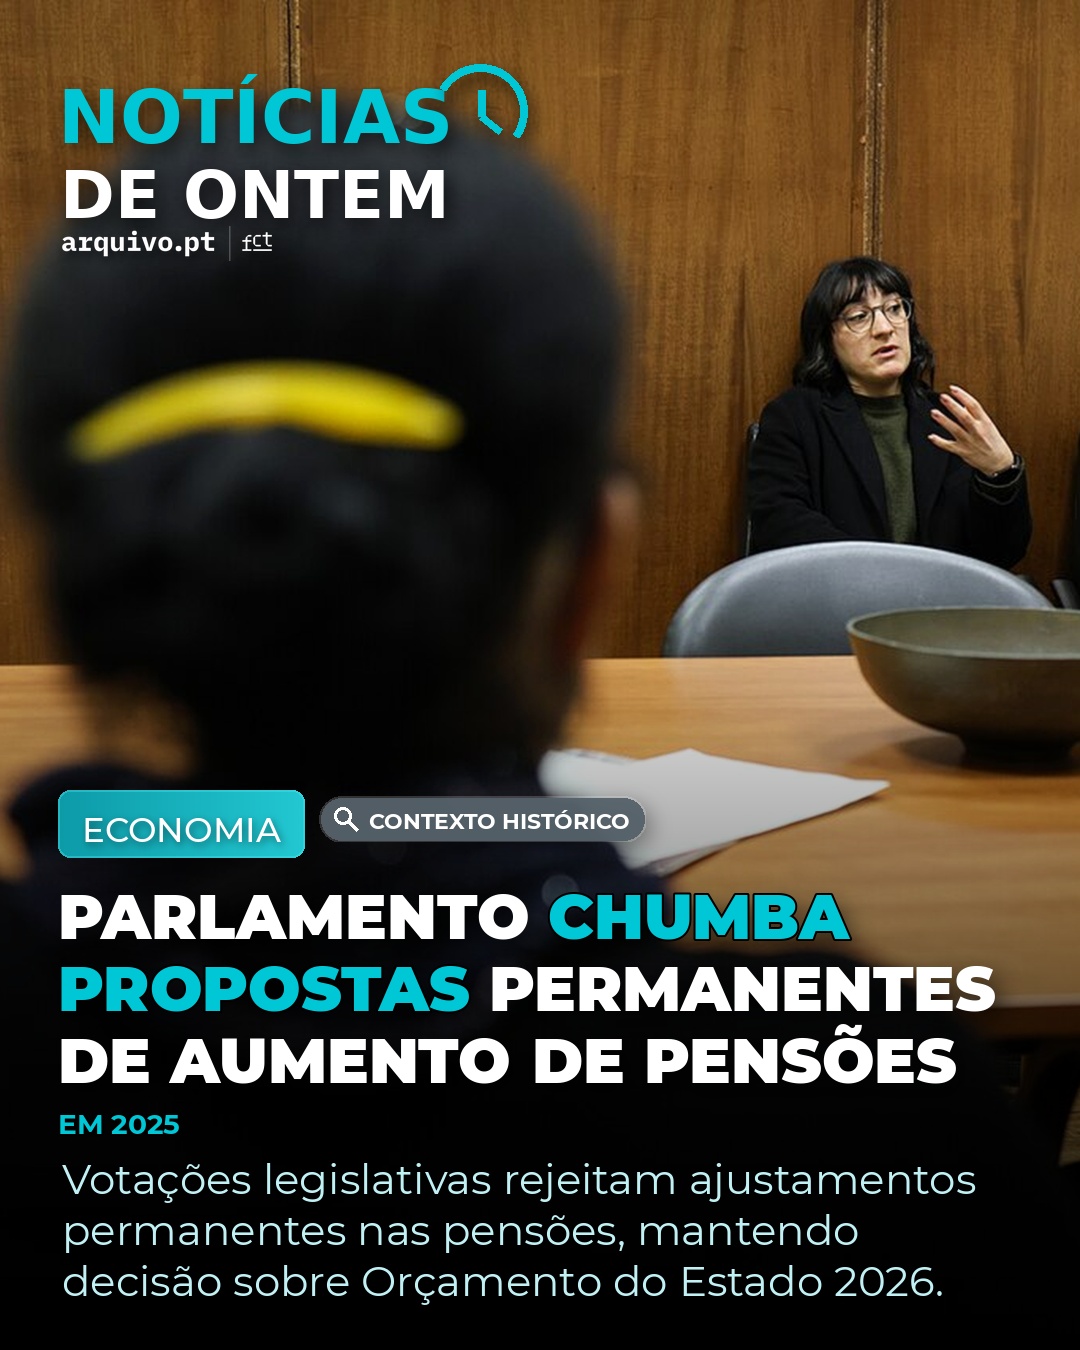 NOTÍCIAS
DE ONTEM
arquivo.pt | fct
ECONOMIA
CONTEXTO HISTÓRICO
PARLAMENTO CHUMBA
PROPOSTAS PERMANENTES
DE AUMENTO DE PENSÕES
EM 2025
Votações legislativas rejeitam ajustamentos
permanentes nas pensões, mantendo
decisão sobre Orçamento do Estado 2026.